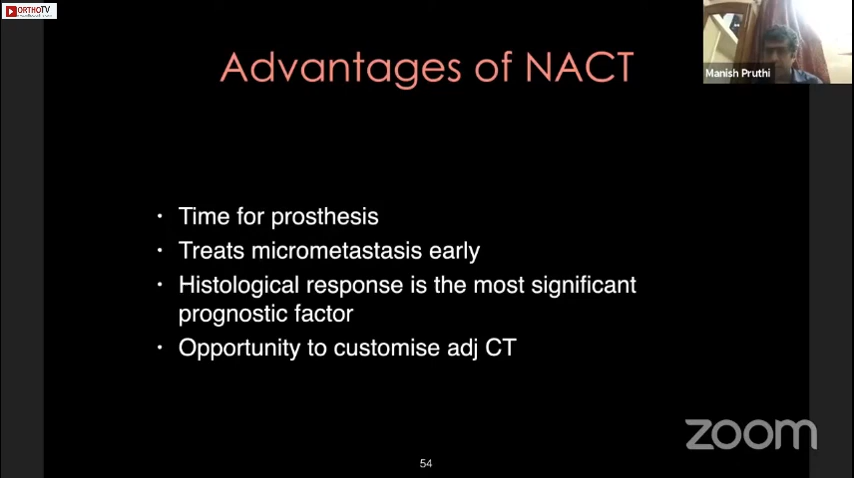 ORTHOTV
Manish Pruthi
Advantages of NACT
• Time for prosthesis
• Treats micrometastasis early
• Histological response is the most significant
prognostic factor
• Opportunity to customise adj CT
zoom
54